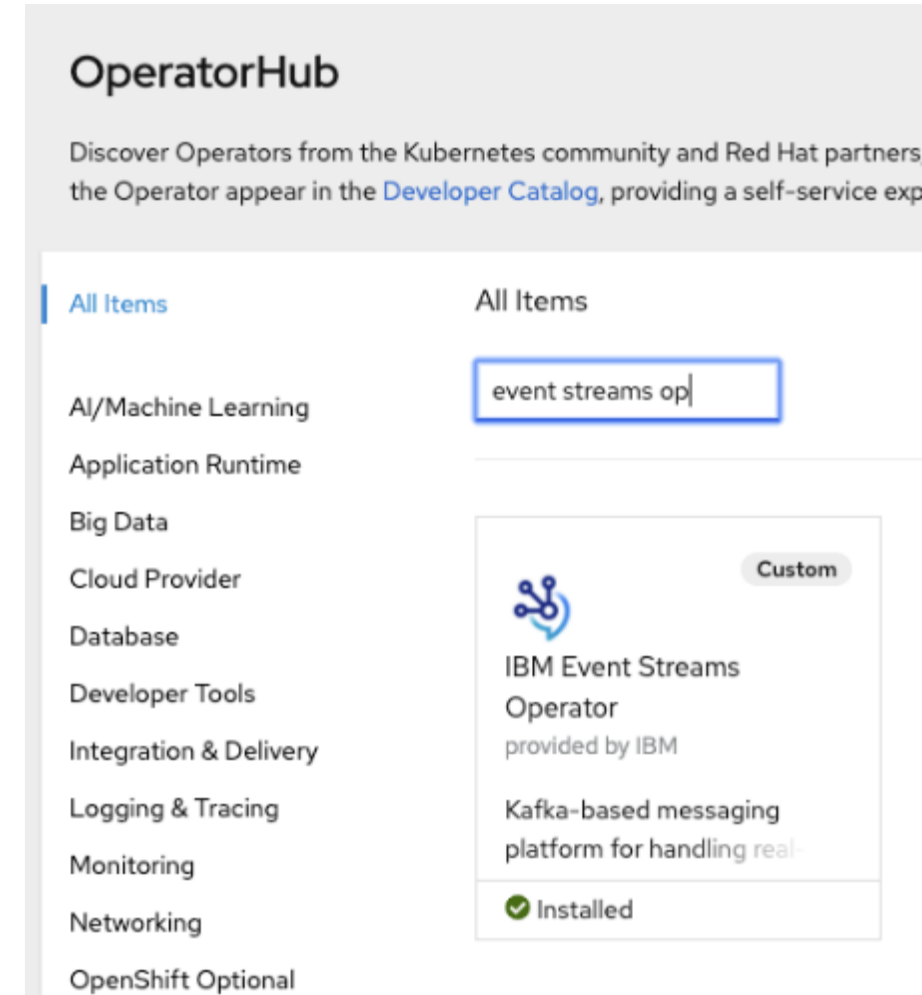 OperatorHub
Discover Operators from the Kubernetes community and Red Hat partners,
the Operator appear in the Developer Catalog, providing a self-service exp
All Items
AI/Machine Learning
Application Runtime
Big Data
Cloud Provider
Database
Developer Tools
Integration & Delivery
Logging & Tracing
Monitoring
Networking
OpenShift Optional
All Items
event streams op
Custom
IBM Event Streams
Operator
provided by IBM
Kafka-based messaging
platform for handling real-
Installed